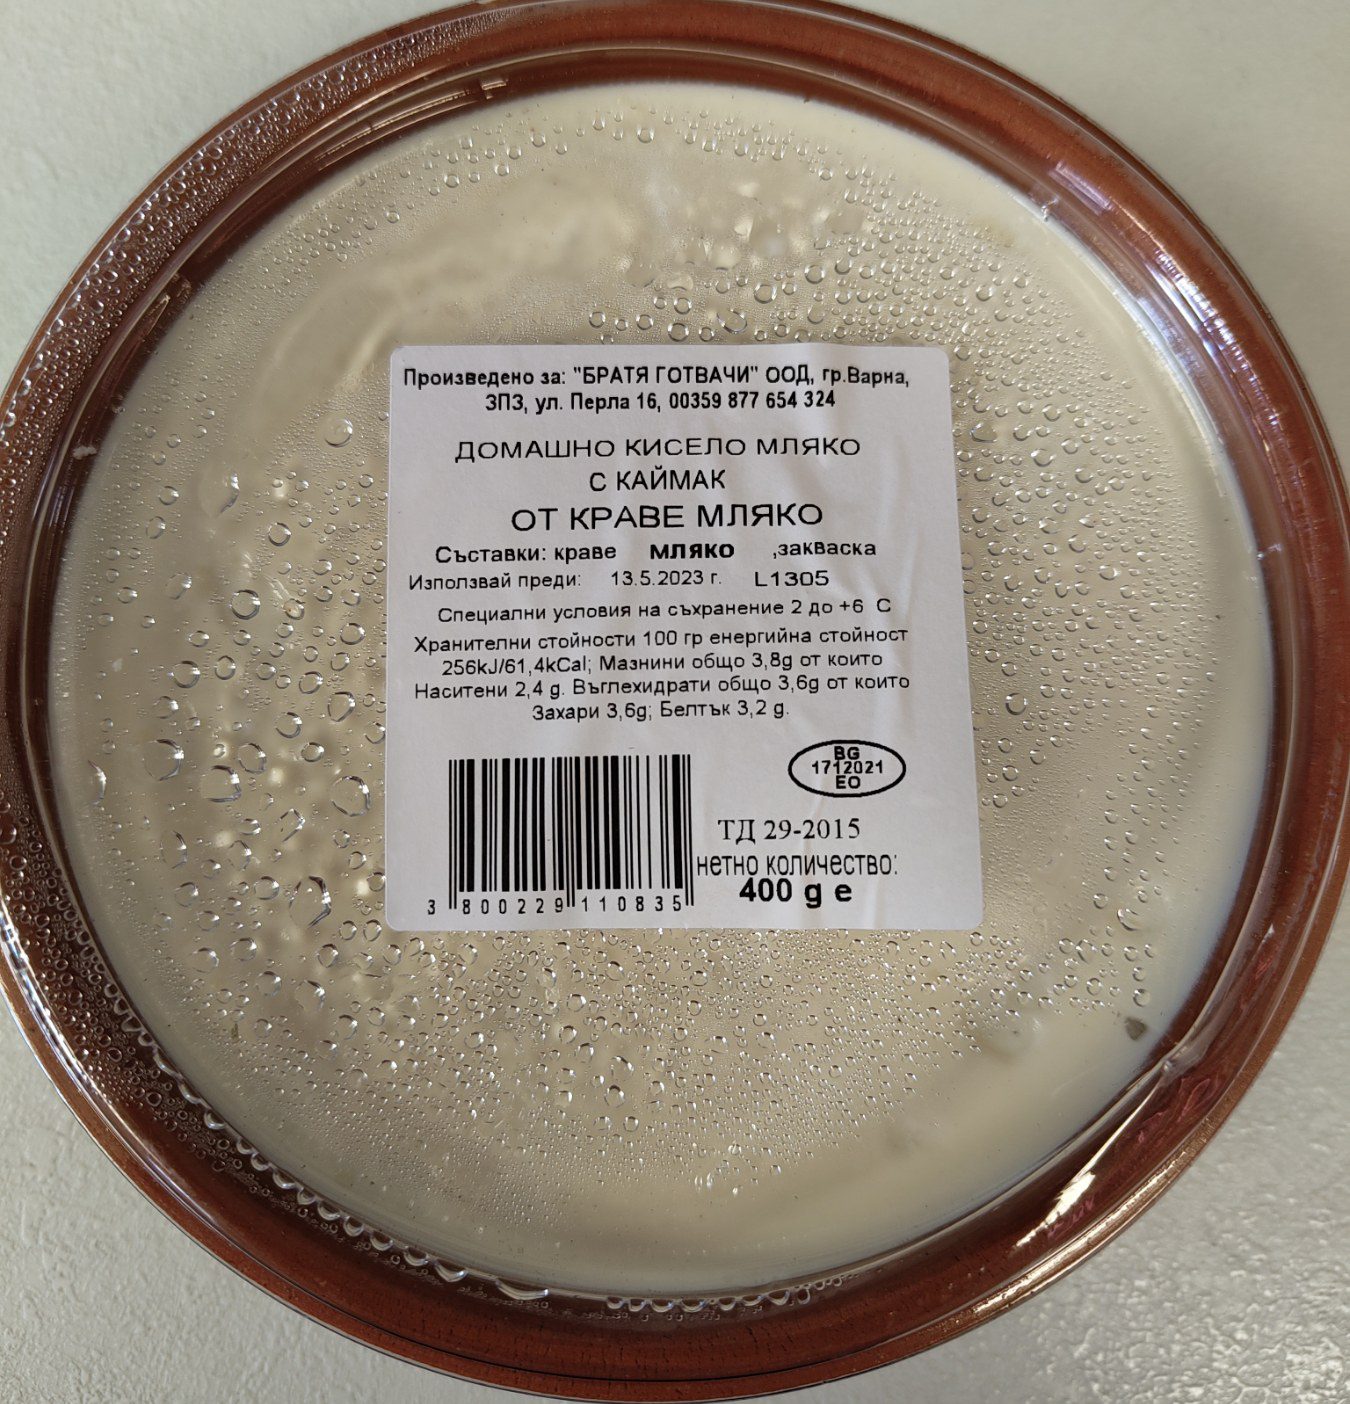 Произведено за: "БРАТЯ ГОТВАЧИ" ООД, гр.Варна,
ЗПЗ, ул. Перла 16, 00359 877 654 324
ДОМАШНО КИСЕЛО МЛЯКО
С КАЙМАК
ОТ КРАВЕ МЛЯКО
Съставки: краве мляко ,закваска
Използвай преди: 13.5.2023 г. L1305
Специални условия на съхранение 2 до +6 С
Хранителни стойности 100 гр енергийна стойност
256kJ/61,4kCal; Мазнини общо 3,8g от които
Наситени 2,4 g. Въглехидрати общо 3,6g от които
Захари 3,6g; Белтък 3,2 g.
BG
1712021
EO
ТД 29-2015
нетно количество:
400 g e
3 800229 110835